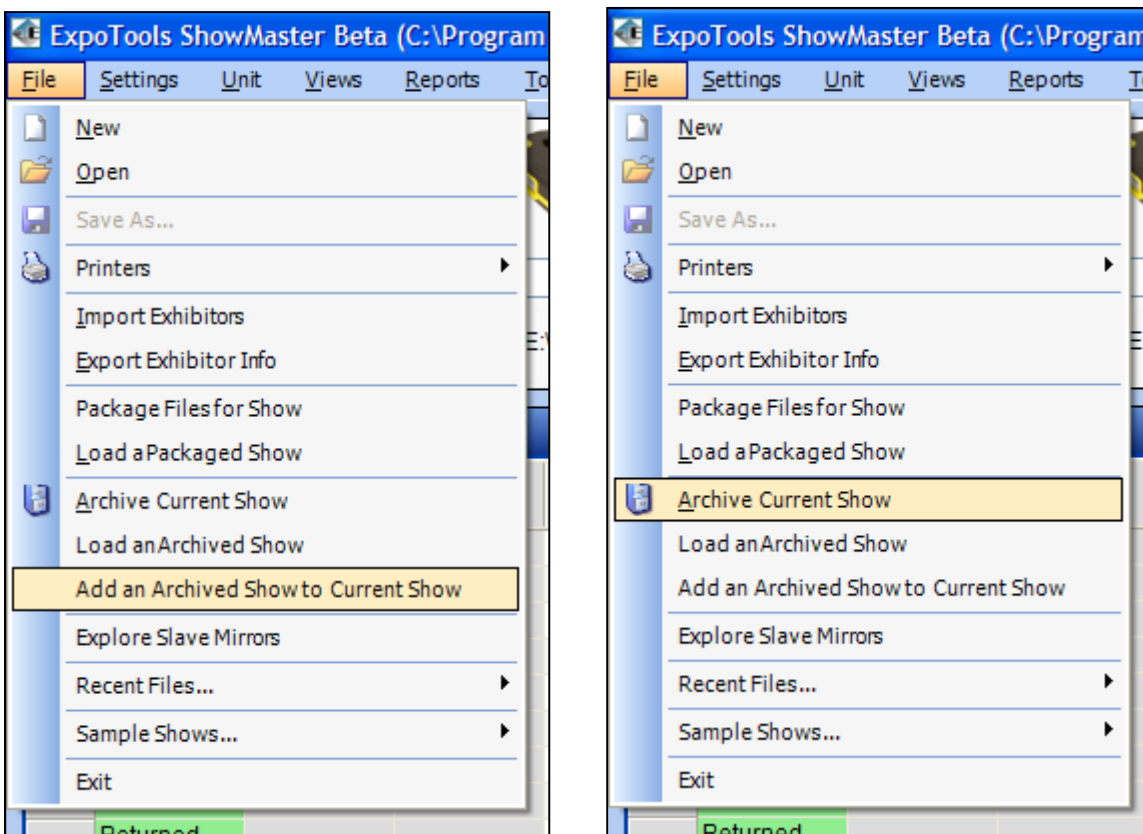 ExpoTools ShowMaster Beta (C:\Program
File Settings Unit Views Reports To
New
Open
Save As...
Printers
Import Exhibitors
Export Exhibitor Info
Package Files for Show
Load a Packaged Show
Archive Current Show
Load an Archived Show
Add an Archived Show to Current Show
Explore Slave Mirrors
Recent Files...
Sample Shows...
Exit
Returned
E:\
ExpoTools ShowMaster Beta (C:\Program
File Settings Unit Views Reports T
New
Open
Save As...
Printers
Import Exhibitors
Export Exhibitor Info
Package Files for Show
Load a Packaged Show
Archive Current Show
Load an Archived Show
Add an Archived Show to Current Show
Explore Slave Mirrors
Recent Files...
Sample Shows...
Exit
Returned
E